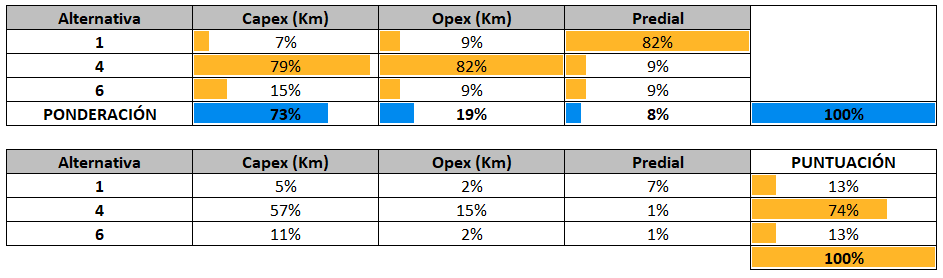 Alternativa Capex (Km) Opex (Km) Predial
1 7% 9% 82%
4 79% 82% 9%
6 15% 9% 9%
PONDERACIÓN 73% 19% 8% 100%
Alternativa Capex (Km) Opex (Km) Predial PUNTUACIÓN
1 5% 2% 7% 13%
4 57% 15% 1% 74%
6 11% 2% 1% 13%
100%